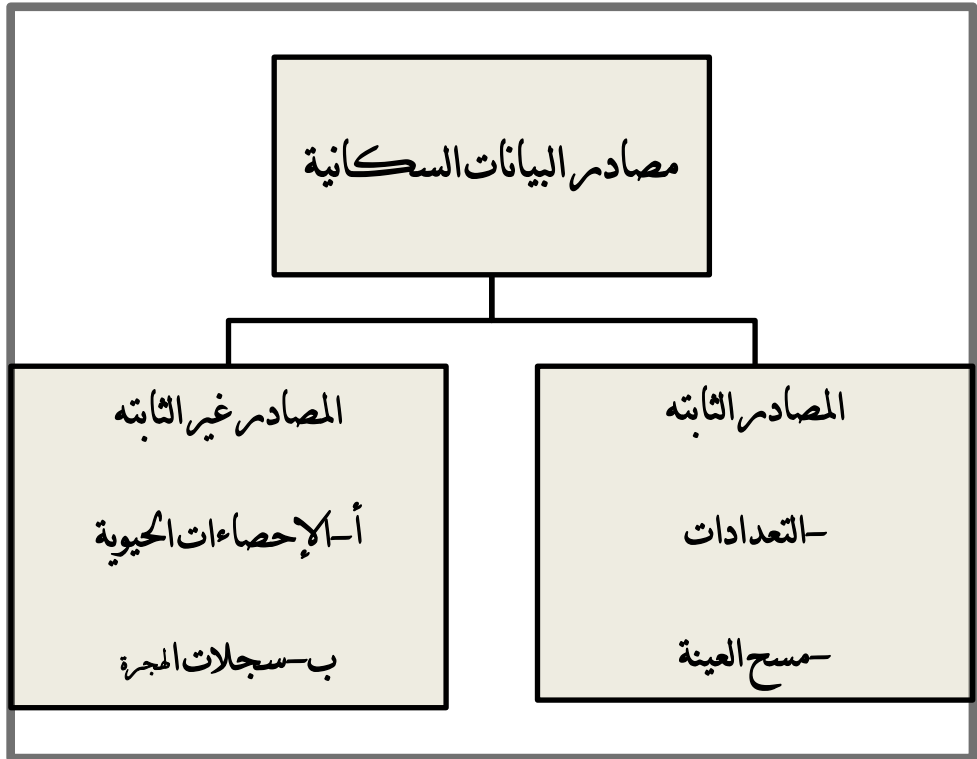 مصادر البيانات السكانية
المصادر الثابته
-التعدادات
-مسح العينة
المصادر غير الثابته
أ-الإحصاءات الحيوية
ب-سجلات الهجرة